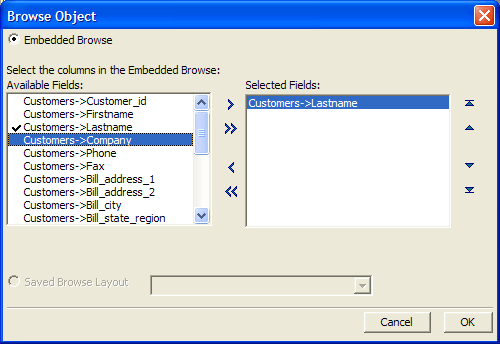 Browse Object
Embedded Browse
Select the columns in the Embedded Browse:
Available Fields:
Customers->Customer_id
Customers->Firstname
Customers->Lastname
Customers->Company
Customers->Phone
Customers->Fax
Customers->Bill_address_1
Customers->Bill_address_2
Customers->Bill_city
Customers->Bill_state_region
Selected Fields:
Customers->Lastname
Saved Browse Layout
Cancel
OK